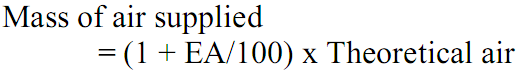 Mass of air supplied
= (1 + EA/100) x Theoretical air